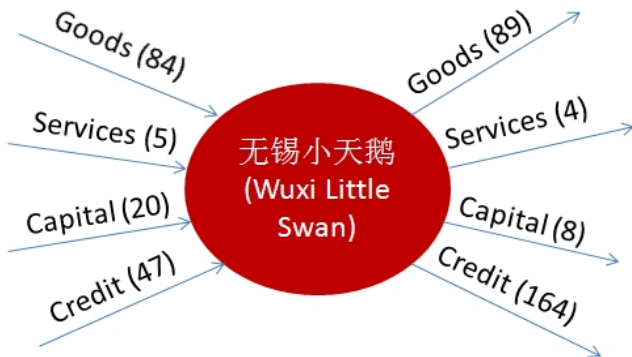 Goods (84)
Services (5)
Capital (20)
Credit (47)
无锡小天鹅
(Wuxi Little
Swan)
Goods (89)
Services (4)
Capital (8)
Credit (164)